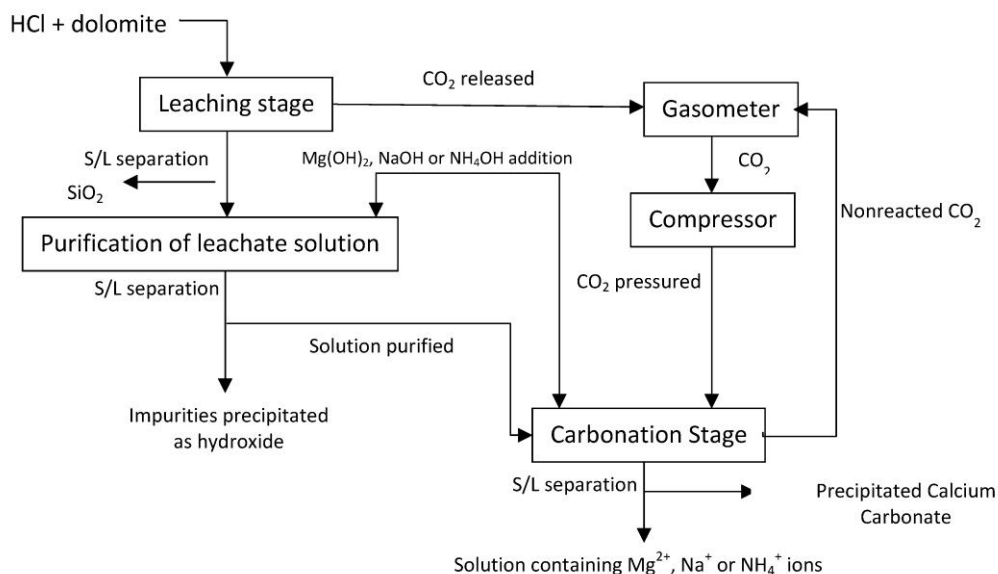 HCl + dolomite
CO₂ released
Leaching stage
Gasometer
S/L separation
SiO₂
Mg(OH)₂, NaOH or NH₄OH addition
CO₂
Compressor
Nonreacted CO₂
Purification of leachate solution
S/L separation
CO₂ pressured
Solution purified
Impurities precipitated
as hydroxide
Carbonation Stage
S/L separation
Precipitated Calcium
Carbonate
Solution containing Mg²⁺, Na⁺ or NH₄⁺ ions